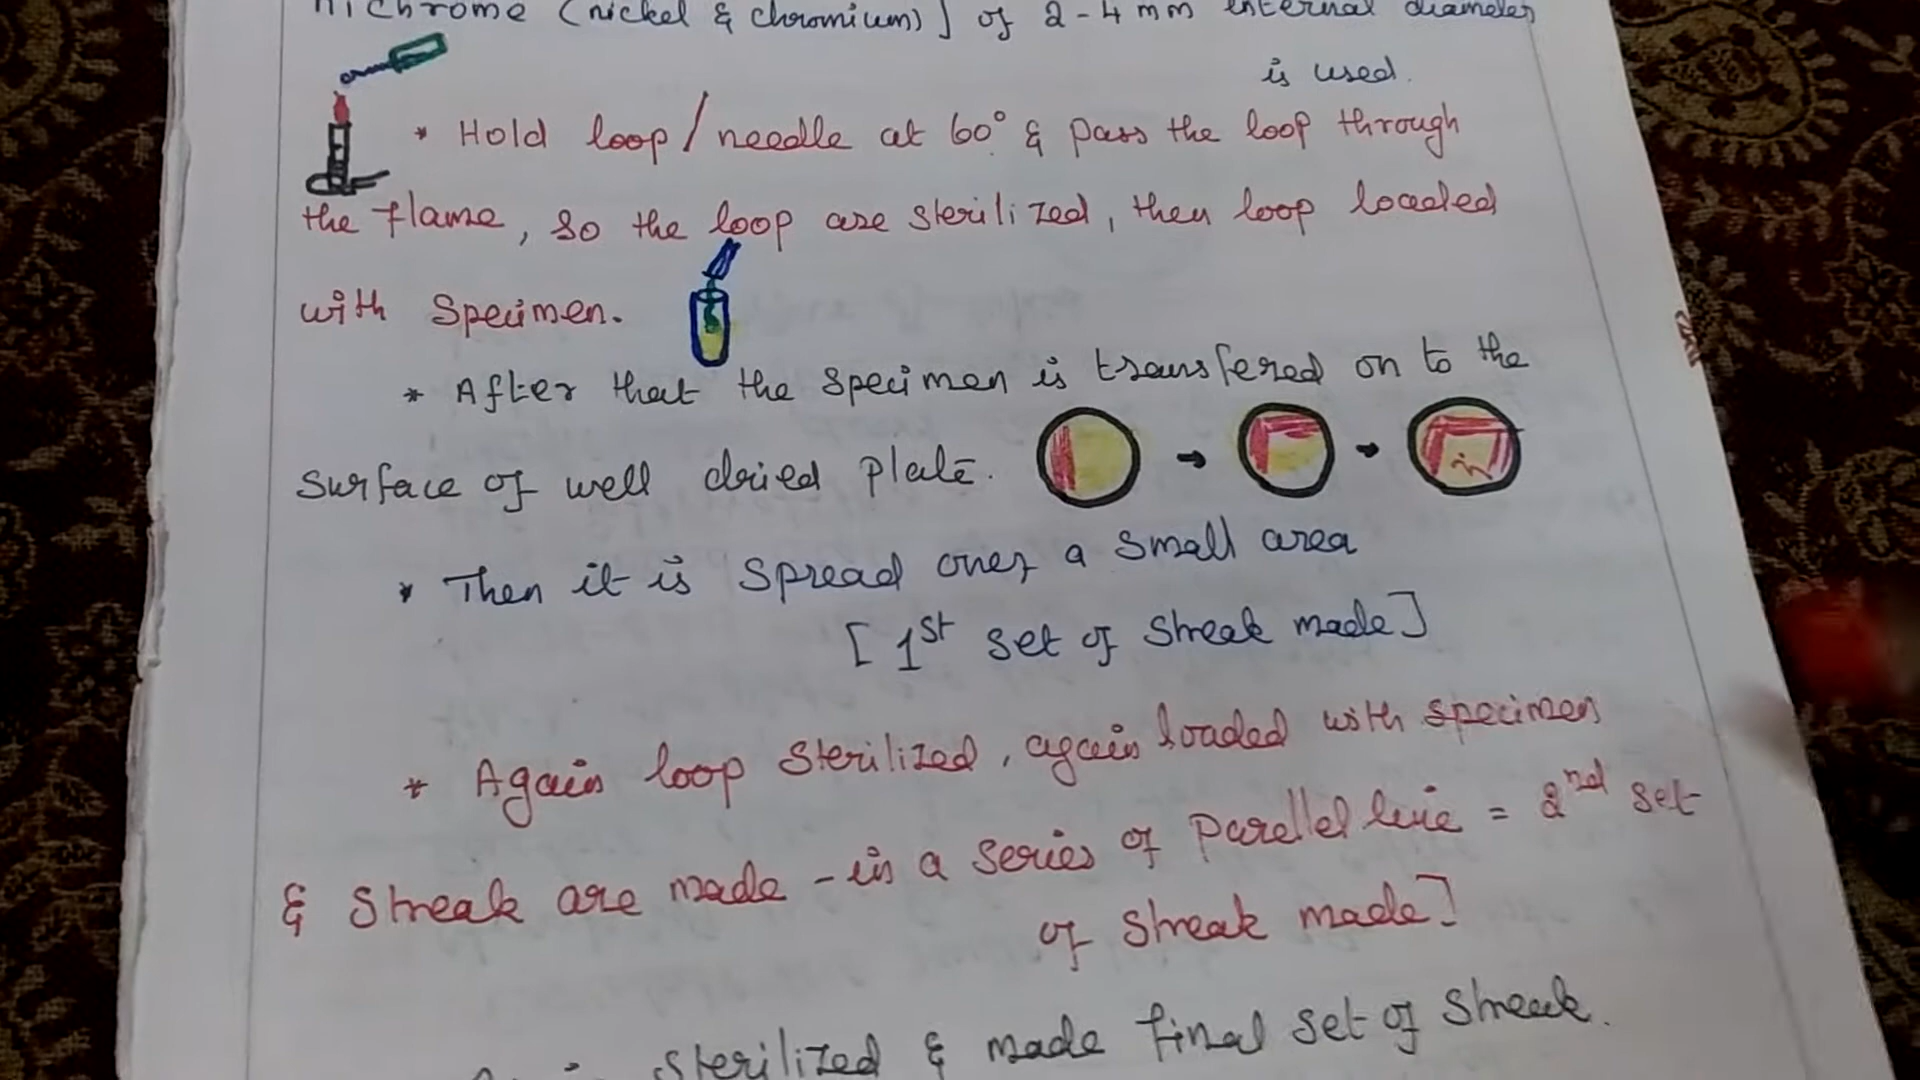 nichrome (nickel & chromium)] of 2-4 mm internal diameter
is used.
* Hold loop/needle at 60° & pass the loop through
the flame, so the loop are sterilized, then loop loaded
with specimen.
* After that the specimen is transfered on to the
surface of well dried plate.
* Then it is spread over a small area
[1st set of streak made]
* Again loop sterilized, again loaded with specimen
& streak are made - in a series of parellel line = 2nd set
of streak made]
sterilized & made final set of streak.